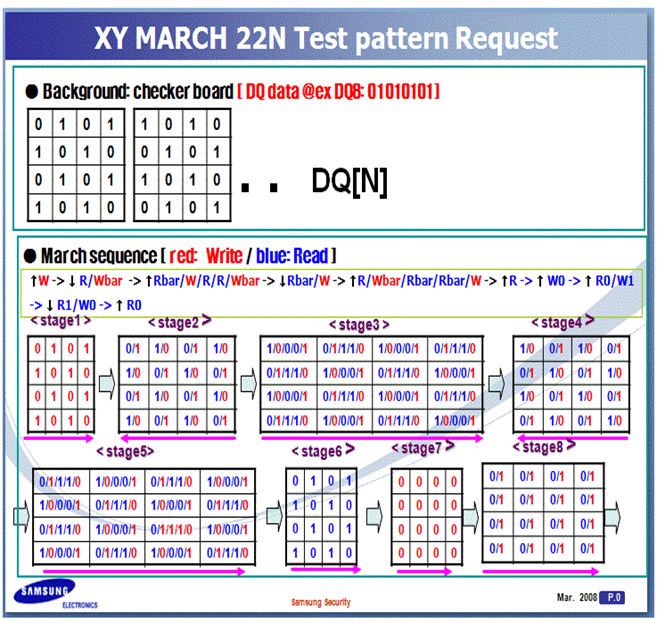 XY MARCH 22N Test pattern Request
● Background: checker board [ DQ data @ex DQ8: 01010101]
0 1 0 1 1 0 1 0
1 0 1 0 0 1 0 1
0 1 0 1 1 0 1 0
1 0 1 0 0 1 0 1
. . DQ[N]
● March sequence [ red: Write / blue: Read ]
↑W -> ↓ R/Wbar -> ↑Rbar/W/R/R/Wbar -> ↓Rbar/W -> ↑R/Wbar/Rbar/Rbar/W -> ↑R -> ↑ W0 -> ↑ R0/W1
-> ↓ R1/W0 -> ↑ R0
< stage1 > < stage2 > < stage3 > < stage4 >
0 1 0 1 0/1 1/0 0/1 1/0 1/0/0/0/1 0/1/1/1/0 1/0/0/0/1 0/1/1/1/0 1/0 0/1 1/0 0/1
1 0 1 0 1/0 0/1 1/0 0/1 0/1/1/1/0 1/0/0/0/1 0/1/1/1/0 1/0/0/0/1 0/1 1/0 0/1 1/0
0 1 0 1 0/1 1/0 0/1 1/0 1/0/0/0/1 0/1/1/1/0 1/0/0/0/1 0/1/1/1/0 1/0 0/1 1/0 0/1
1 0 1 0 1/0 0/1 1/0 0/1 0/1/1/1/0 1/0/0/0/1 0/1/1/1/0 1/0/0/0/1 0/1 1/0 0/1 1/0
< stage5> < stage6 > < stage7 > < stage8 >
0/1/1/1/0 1/0/0/0/1 0/1/1/1/0 1/0/0/0/1 0 1 0 1 0 0 0 0 0/1 0/1 0/1 0/1
1/0/0/0/1 0/1/1/1/0 1/0/0/0/1 0/1/1/1/0 1 0 1 0 0 0 0 0 0/1 0/1 0/1 0/1
0/1/1/1/0 1/0/0/0/1 0/1/1/1/0 1/0/0/0/1 0 1 0 1 0 0 0 0 0/1 0/1 0/1 0/1
1/0/0/0/1 0/1/1/1/0 1/0/0/0/1 0/1/1/1/0 1 0 1 0 0 0 0 0 0/1 0/1 0/1 0/1
SAMSUNG
ELECTRONICS
Samsung Security
Mar. 2008 P.0